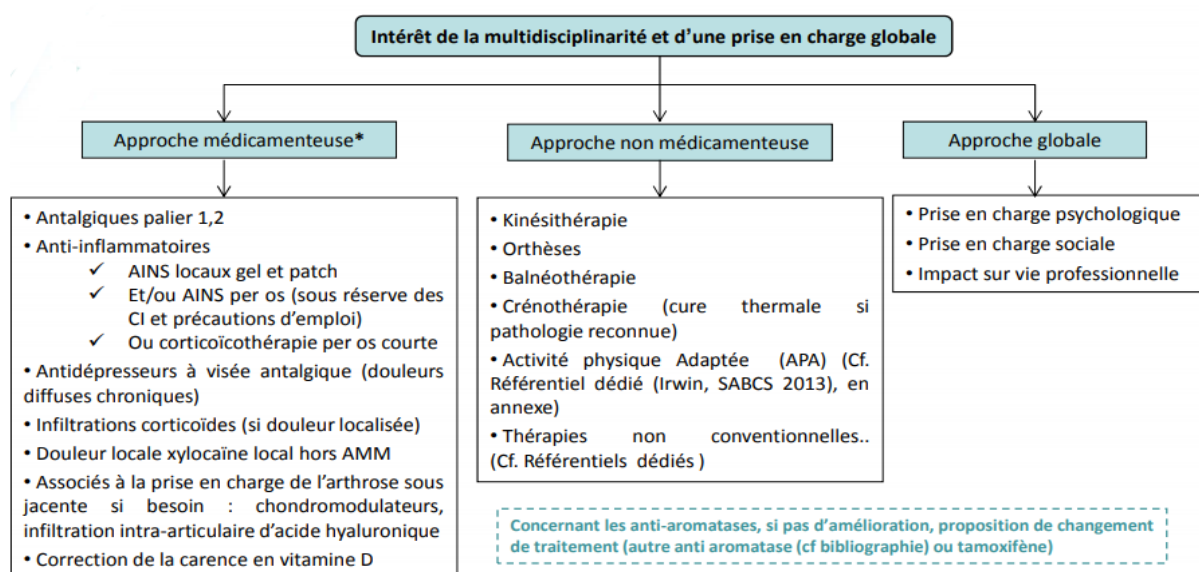 Intérêt de la multidisciplinarité et d'une prise en charge globale
Approche médicamenteuse*
• Antalgiques palier 1,2
• Anti-inflammatoires
✓ AINS locaux gel et patch
✓ Et/ou AINS per os (sous réserve des
CI et précautions d'emploi)
✓ Ou corticoïcothérapie per os courte
• Antidépresseurs à visée antalgique (douleurs
diffuses chroniques)
• Infiltrations corticoïdes (si douleur localisée)
• Douleur locale xylocaïne local hors AMM
• Associés à la prise en charge de l'arthrose sous
jacente si besoin : chondromodulateurs,
infiltration intra-articulaire d'acide hyaluronique
• Correction de la carence en vitamine D
Approche non médicamenteuse
• Kinésithérapie
• Orthèses
• Balnéothérapie
• Crénothérapie (cure thermale si
pathologie reconnue)
• Activité physique Adaptée (APA) (Cf.
Référentiel dédié (Irwin, SABCS 2013), en
annexe)
• Thérapies non conventionnelles..
(Cf. Référentiels dédiés )
Approche globale
• Prise en charge psychologique
• Prise en charge sociale
• Impact sur vie professionnelle
Concernant les anti-aromatases, si pas d'amélioration, proposition de changement
de traitement (autre anti aromatase (cf bibliographie) ou tamoxifène)